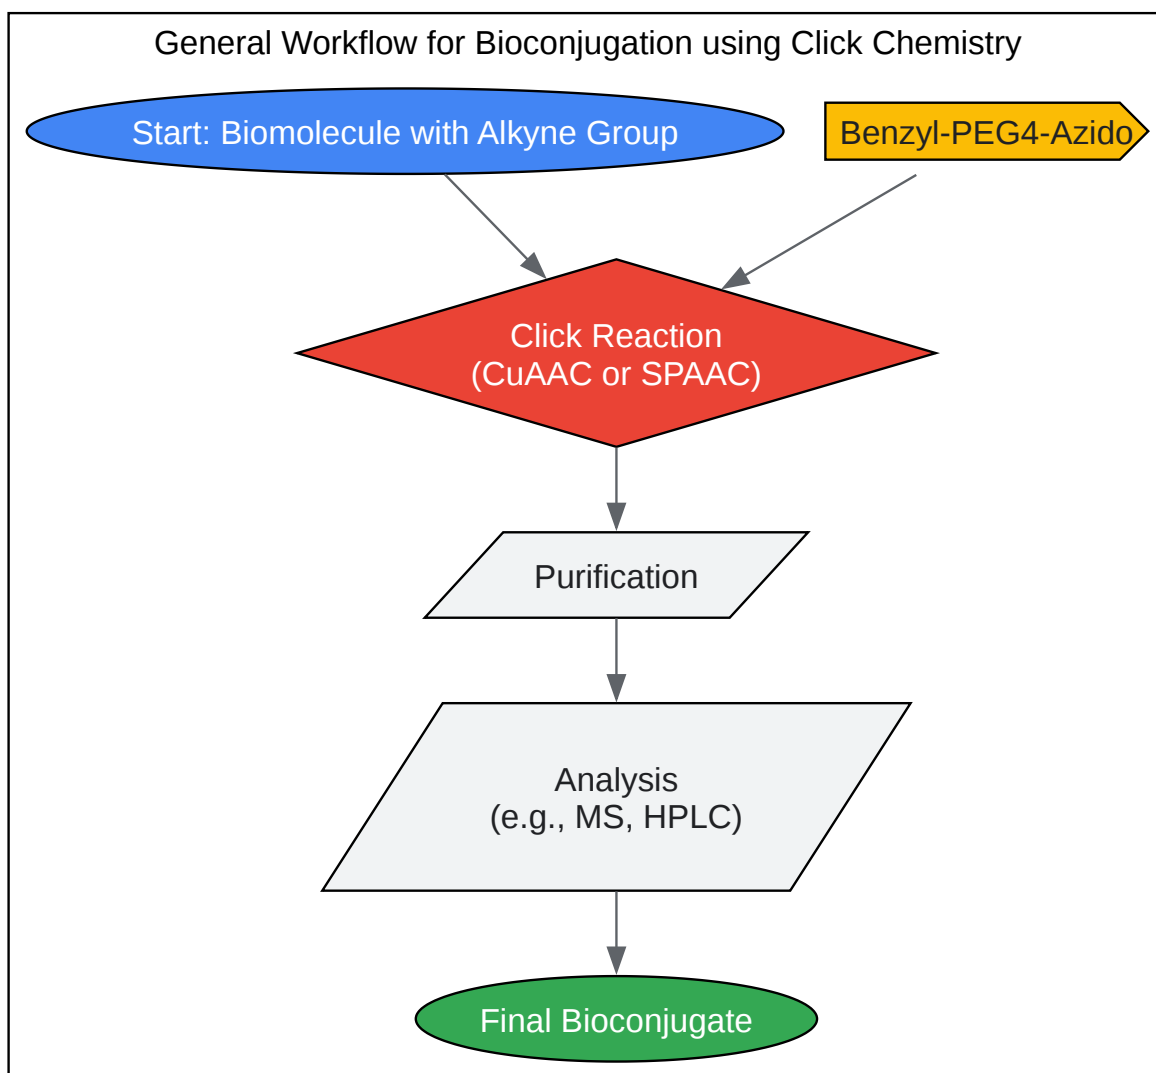 General Workflow for Bioconjugation using Click Chemistry
Start: Biomolecule with Alkyne Group
Benzyl-PEG4-Azido
Click Reaction
(CuAAC or SPAAC)
Purification
Analysis
(e.g., MS, HPLC)
Final Bioconjugate